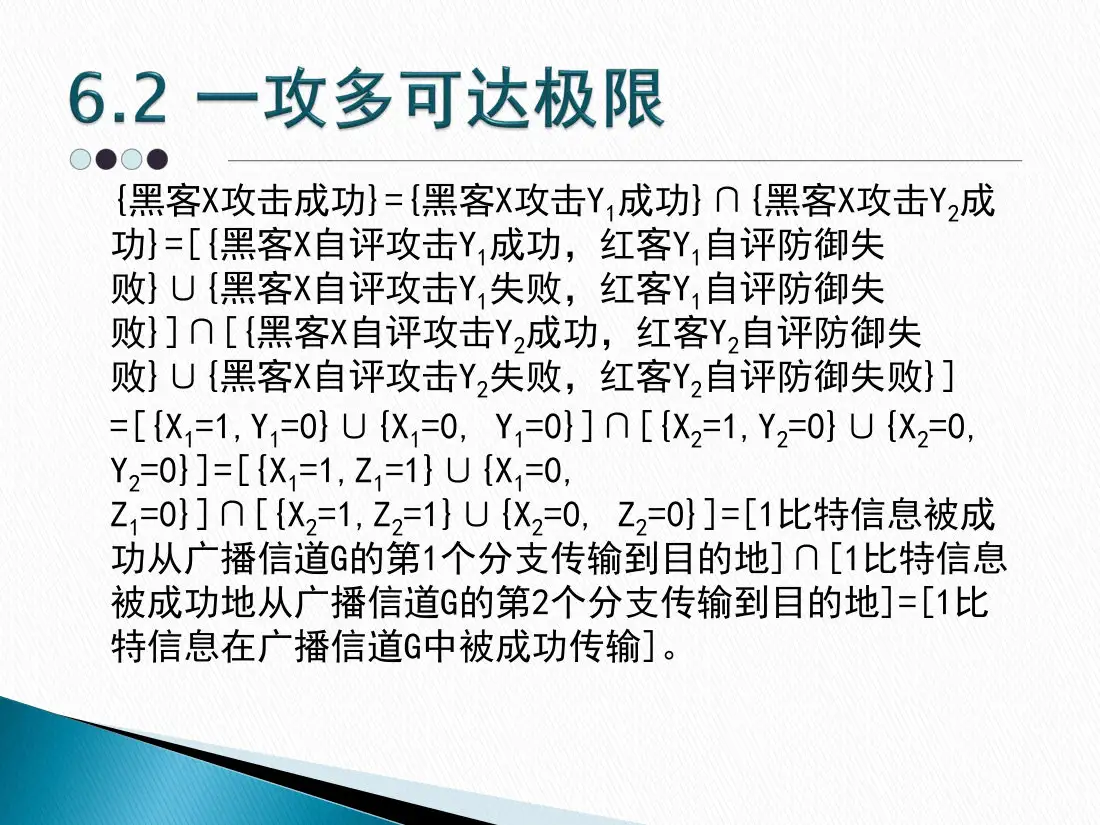 6.2 一攻多可达极限
{黑客X攻击成功}={黑客X攻击Y₁成功}∩{黑客X攻击Y₂成
功}=[{黑客X自评攻击Y₁成功，红客Y₁自评防御失
败}∪{黑客X自评攻击Y₁失败，红客Y₁自评防御失
败}]∩[{黑客X自评攻击Y₂成功，红客Y₂自评防御失
败}∪{黑客X自评攻击Y₂失败，红客Y₂自评防御失败}]
=[{X₁=1,Y₁=0}∪{X₁=0, Y₁=0}]∩[{X₂=1,Y₂=0}∪{X₂=0,
Y₂=0}]=[{X₁=1,Z₁=1}∪{X₁=0,
Z₁=0}]∩[{X₂=1,Z₂=1}∪{X₂=0, Z₂=0}]=[1比特信息被成
功从广播信道G的第1个分支传输到目的地]∩[1比特信息
被成功地从广播信道G的第2个分支传输到目的地]=[1比
特信息在广播信道G中被成功传输]。